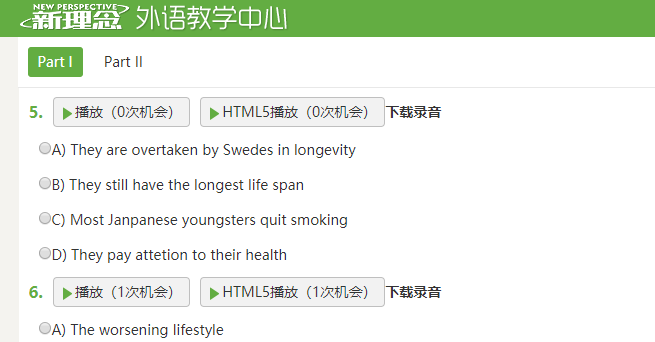 NEW PERSPECTIVE
新理念 外语教学中心
Part I Part II
5. 播放（0次机会） HTML5播放（0次机会） 下载录音
A) They are overtaken by Swedes in longevity
B) They still have the longest life span
C) Most Janpanese youngsters quit smoking
D) They pay attetion to their health
6. 播放（1次机会） HTML5播放（1次机会） 下载录音
A) The worsening lifestyle